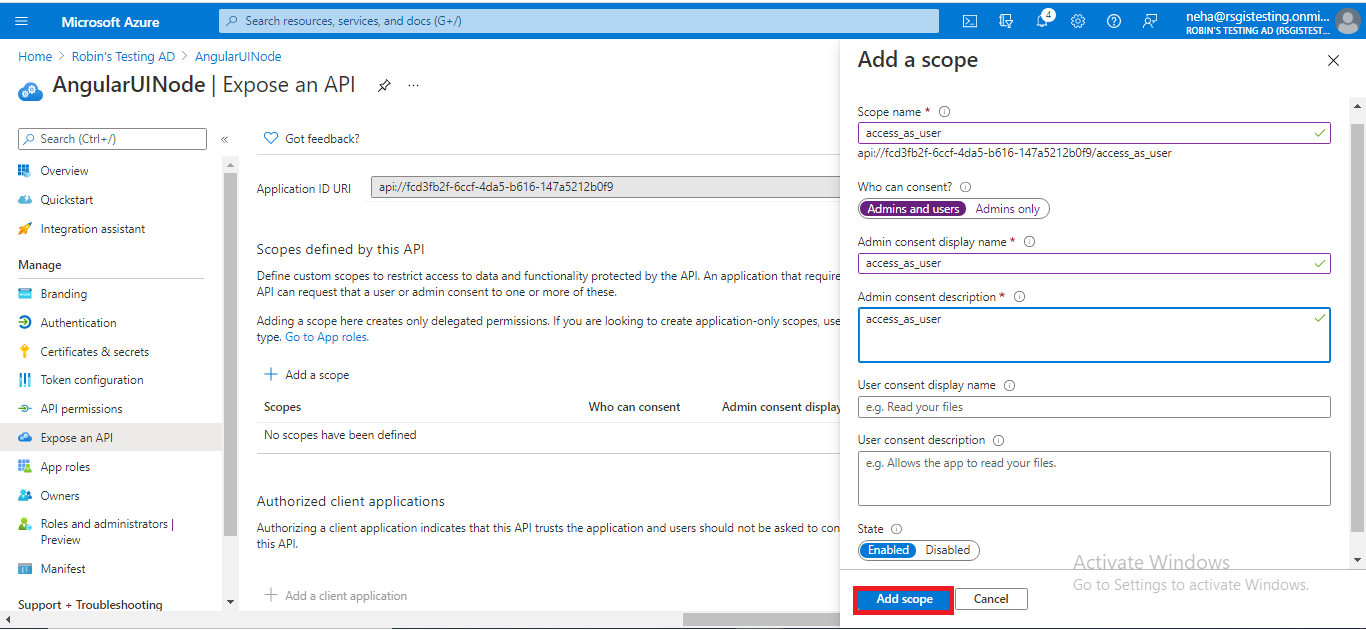 Microsoft Azure
Search resources, services, and docs (G+/)
4
neha@rsgistesting.onmi...
ROBIN'S TESTING AD (RSGISTEST...
Home > Robin's Testing AD > AngularUINode
AngularUINode | Expose an API
...
Search (Ctrl+/)
«
Overview
Quickstart
Integration assistant
Manage
Branding
Authentication
Certificates & secrets
Token configuration
API permissions
Expose an API
App roles
Owners
Roles and administrators |
Preview
Manifest
Support + Troubleshooting
Got feedback?
Application ID URI
api://fcd3fb2f-6ccf-4da5-b616-147a5212b0f9
Scopes defined by this API
Define custom scopes to restrict access to data and functionality protected by the API. An application that require
API can request that a user or admin consent to one or more of these.
Adding a scope here creates only delegated permissions. If you are looking to create application-only scopes, use
type. Go to App roles.
+ Add a scope
Scopes Who can consent Admin consent display
No scopes have been defined
Authorized client applications
Authorizing a client application indicates that this API trusts the application and users should not be asked to con
this API.
+ Add a client application
Add a scope
Scope name *
access_as_user
api://fcd3fb2f-6ccf-4da5-b616-147a5212b0f9/access_as_user
Who can consent?
Admins and users Admins only
Admin consent display name *
access_as_user
Admin consent description *
access_as_user
User consent display name
e.g. Read your files
User consent description
e.g. Allows the app to read your files.
State
Enabled Disabled
Activate Windows
Go to Settings to activate Windows.
Add scope Cancel